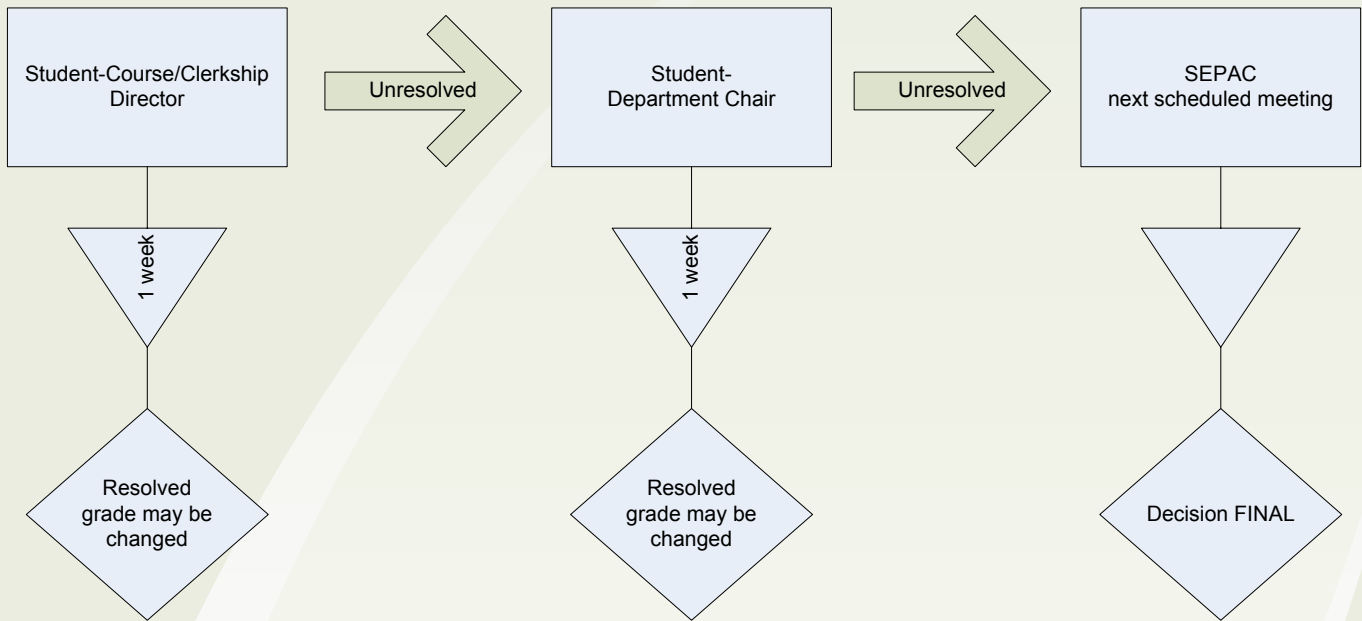 Student-Course/Clerkship
Director
Unresolved
Student-
Department Chair
Unresolved
SEPAC
next scheduled meeting
1 week
1 week
Resolved
grade may be
changed
Resolved
grade may be
changed
Decision FINAL